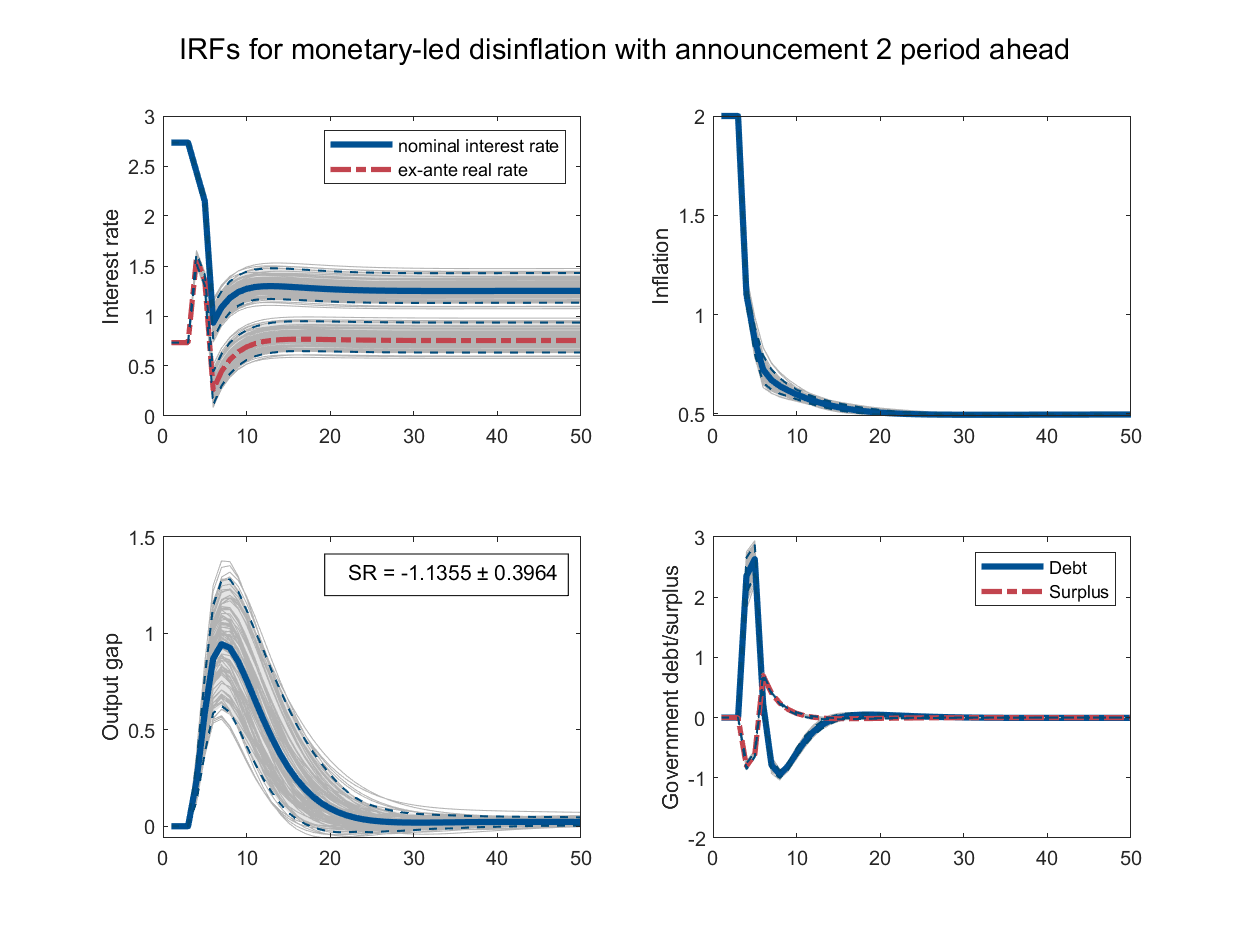 IRFs for monetary-led disinflation with announcement 2 period ahead
3
2.5
2
1.5
1
0.5
0
Interest rate
nominal interest rate
ex-ante real rate
0 10 20 30 40 50
2
1.5
1
0.5
Inflation
0 10 20 30 40 50
1.5
1
0.5
0
Output gap
SR = -1.1355 ± 0.3964
0 10 20 30 40 50
3
2
1
0
-1
-2
Government debt/surplus
Debt
Surplus
0 10 20 30 40 50